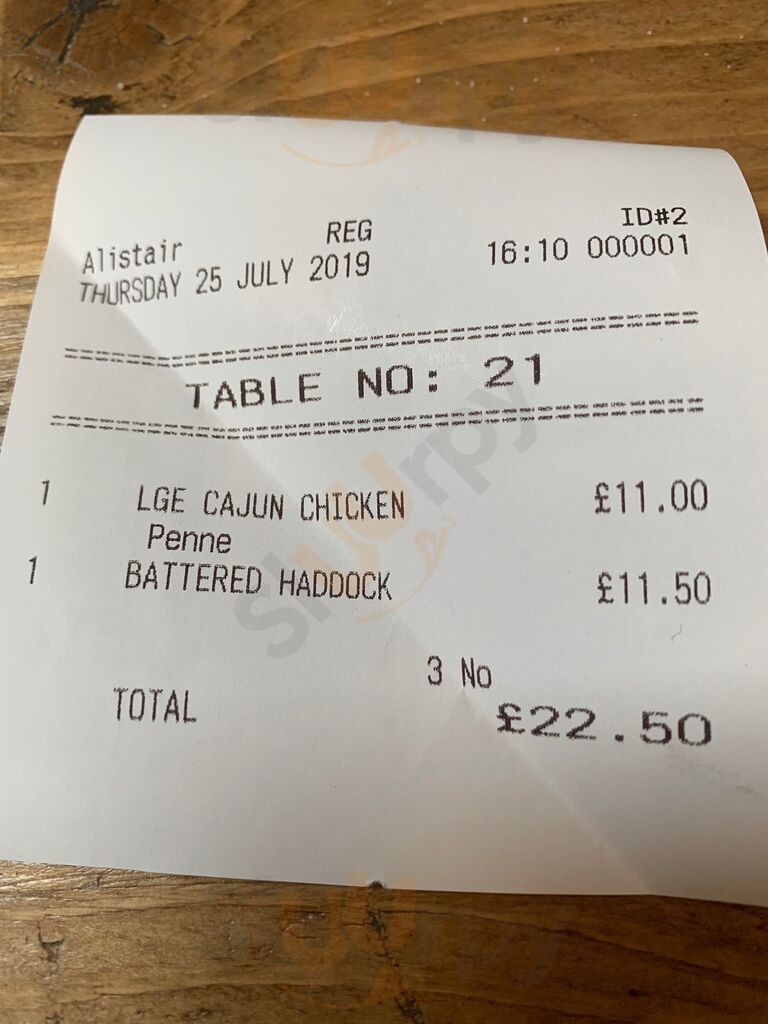 REG
ID#2
Alistair
16:10 000001
THURSDAY 25 JULY 2019
TABLE NO: 21
1 LGE CAJUN CHICKEN £11.00
Penne
1 BATTERED HADDOCK £11.50
3 No
TOTAL £22.50
Slurpy